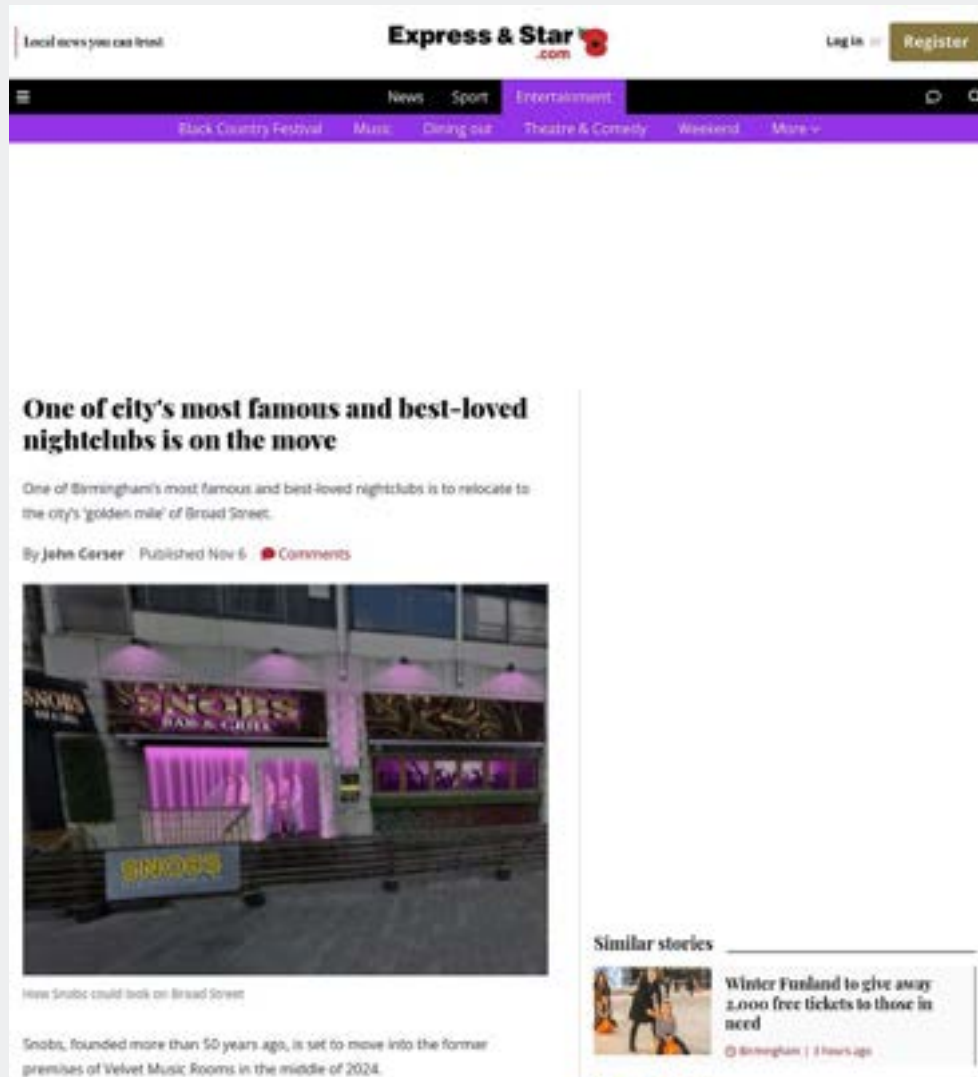 Local news you can trust
Express & Star
.com
Log in
Register
News Sport Entertainment
Black Country Festival Music Dining out Theatre & Comedy Weekend More
One of city's most famous and best-loved
nightclubs is on the move
One of Birmingham's most famous and best-loved nightclubs is to relocate to
the city's 'golden mile' of Broad Street.
By John Corser Published Nov 6 Comments
SNOBS
SNOBS
BAR & GRILL
SNOBS
How Snobs could look on Broad Street
Snobs, founded more than 50 years ago, is set to move into the former
premises of Velvet Music Rooms in the middle of 2024.
Similar stories
Winter Funland to give away
2,000 free tickets to those in
need
Birmingham | 3 hours ago